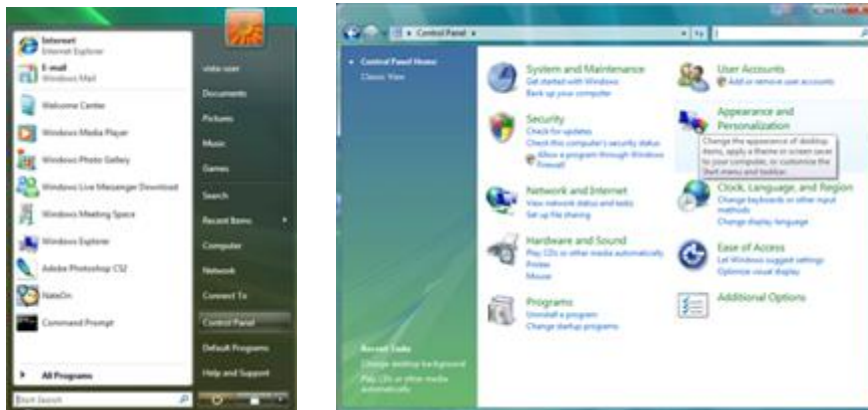 Internet
Internet Explorer
E-mail
Windows Mail
Welcome Center
Windows Media Player
Windows Photo Gallery
Windows Live Messenger Download
Windows Meeting Space
Windows Explorer
Adobe Photoshop CS2
NateOn
Command Prompt
All Programs
Start Search
vista user
Documents
Pictures
Music
Games
Search
Recent Items
Computer
Network
Connect To
Control Panel
Default Programs
Help and Support
Control Panel
Control Panel Home
Classic View
Recent Tasks
Change desktop background
Play CDs or other media
automatically
System and Maintenance
Get started with Windows
Back up your computer
Security
Check for updates
Check this computer's security status
Allow a program through Windows
Firewall
Network and Internet
View network status and tasks
Set up file sharing
Hardware and Sound
Play CDs or other media automatically
Printer
Mouse
Programs
Uninstall a program
Change startup programs
User Accounts
Add or remove user accounts
Appearance and
Personalization
Change the appearance of desktop
items, apply a theme or screen saver
to your computer, or customize the
Start menu and taskbar.
Clock, Language, and Region
Change keyboards or other input
methods
Change display language
Ease of Access
Let Windows suggest settings
Optimize visual display
Additional Options